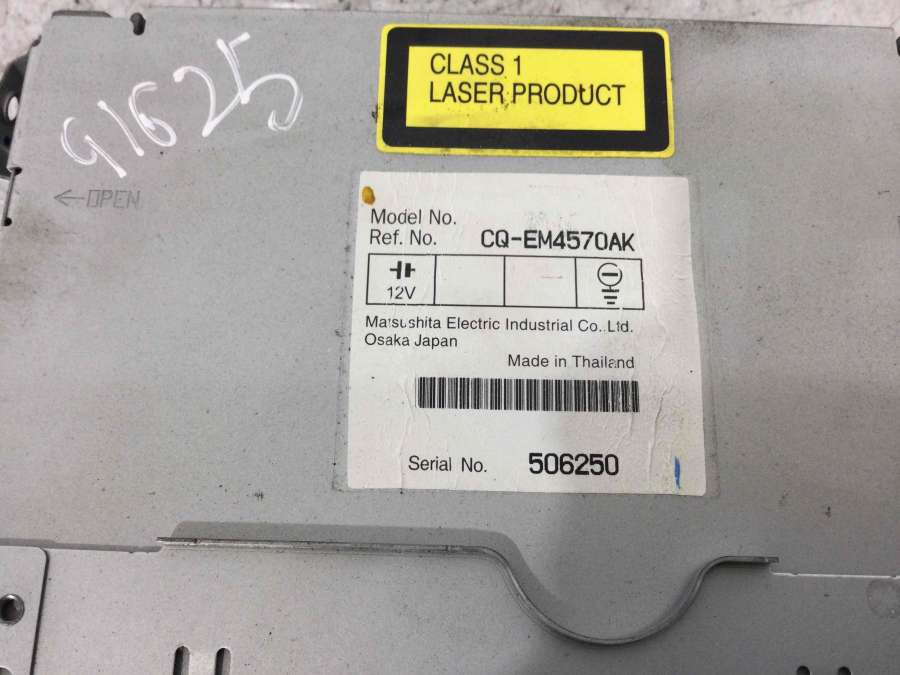 91625
CLASS 1
LASER PRODUCT
←OPEN
Model No.
Ref. No. CQ-EM4570AK
12V
Matsushita Electric Industrial Co.,Ltd.
Osaka Japan
Made in Thailand
Serial No. 506250